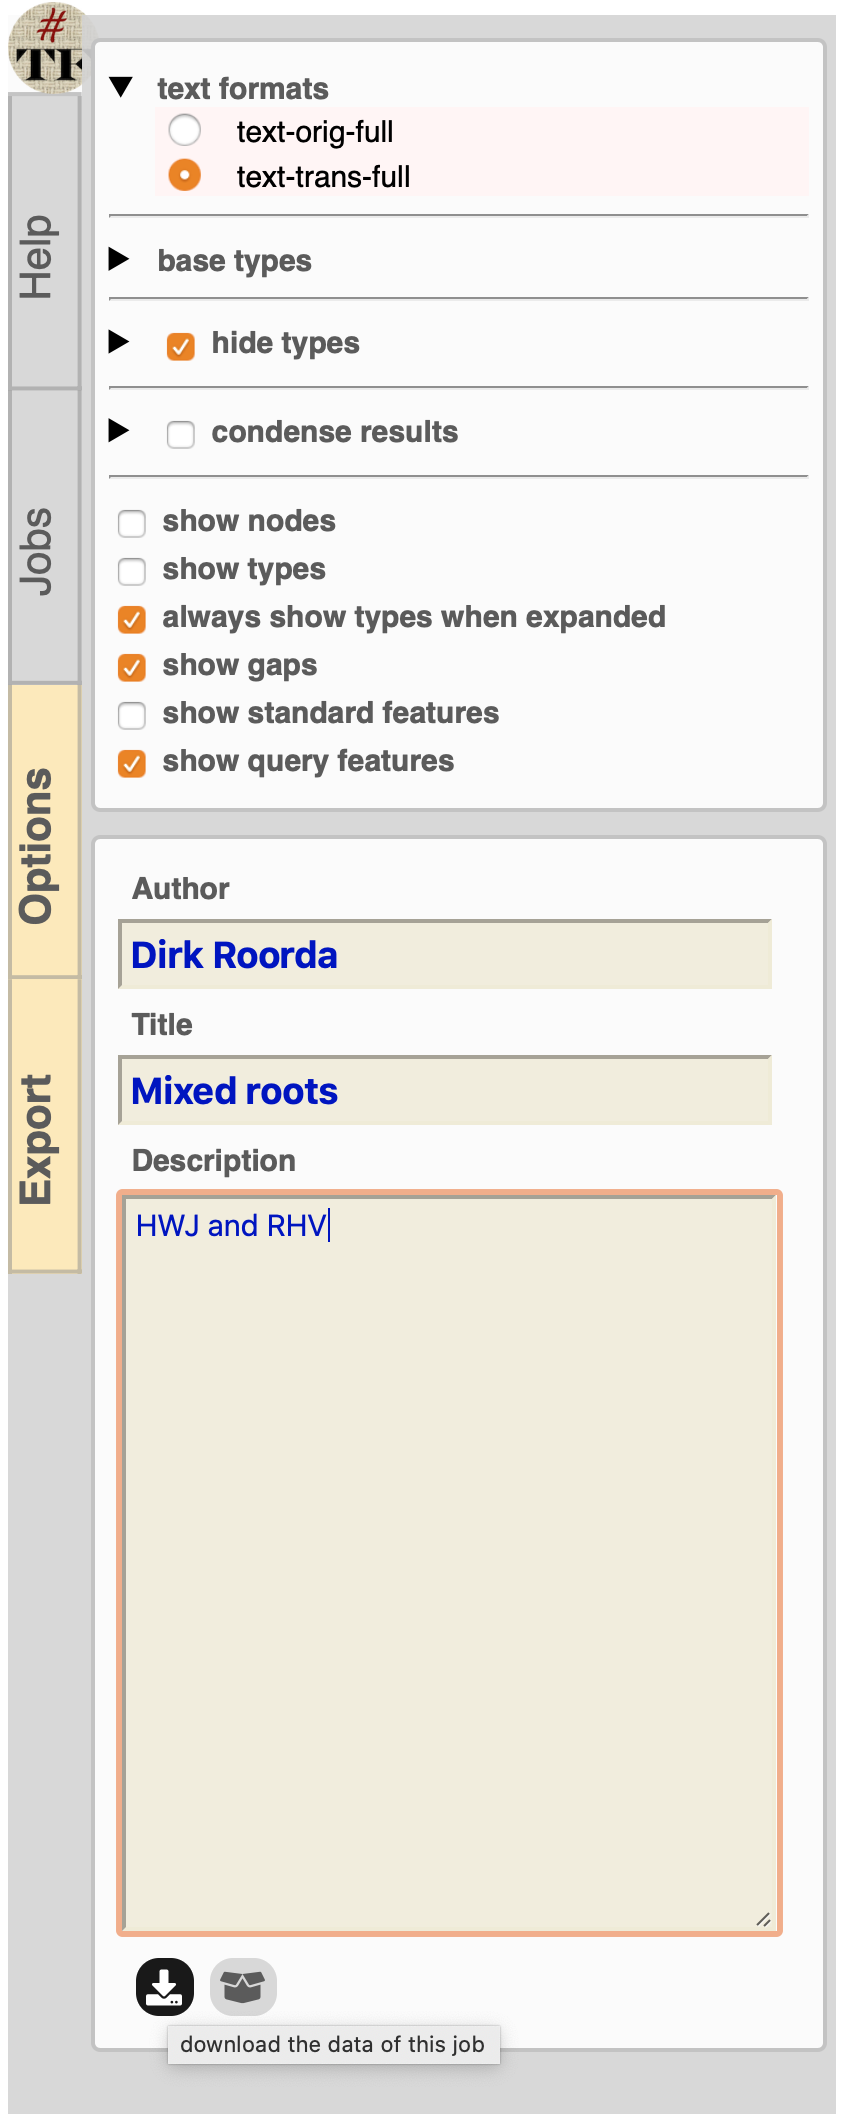 #
TF
text formats
text-orig-full
text-trans-full
Help
base types
hide types
condense results
Jobs
show nodes
show types
always show types when expanded
show gaps
show standard features
show query features
Options
Author
Dirk Roorda
Title
Mixed roots
Export
Description
HWJ and RHV
download the data of this job